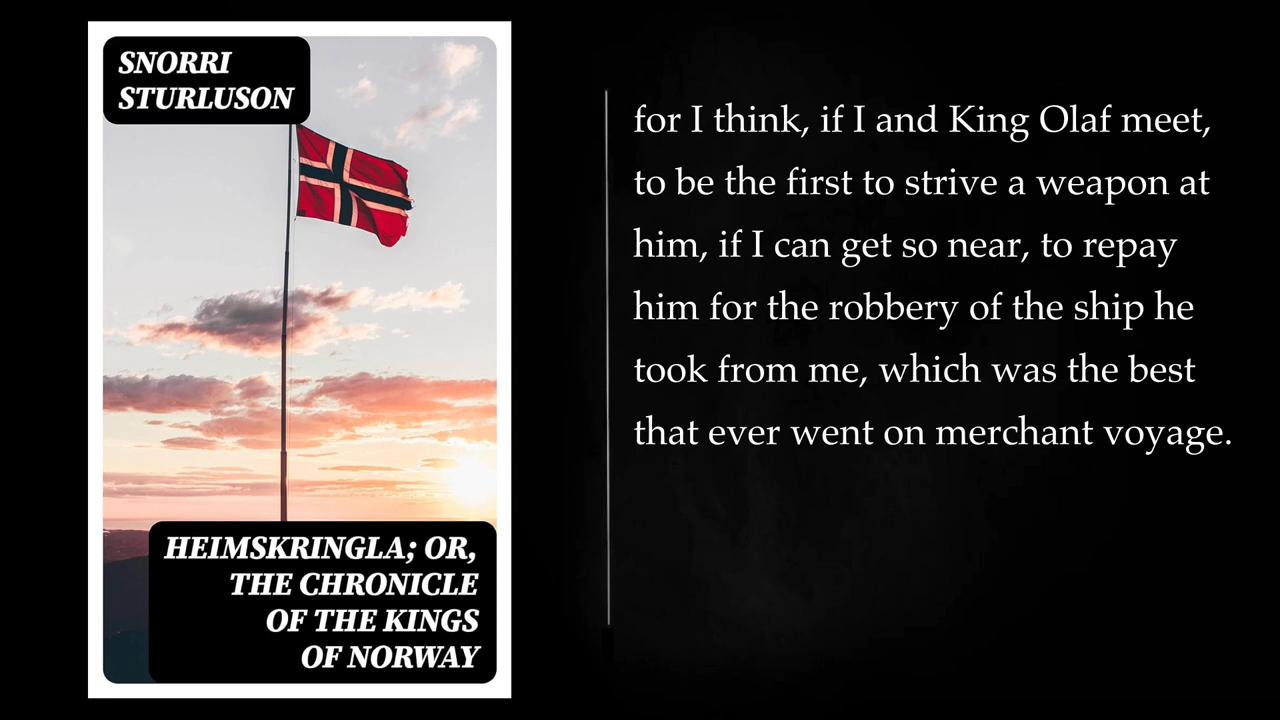 SNORRI
STURLUSON
HEIMSKRINGLA; OR,
THE CHRONICLE
OF THE KINGS
OF NORWAY
for I think, if I and King Olaf meet,
to be the first to strive a weapon at
him, if I can get so near, to repay
him for the robbery of the ship he
took from me, which was the best
that ever went on merchant voyage.